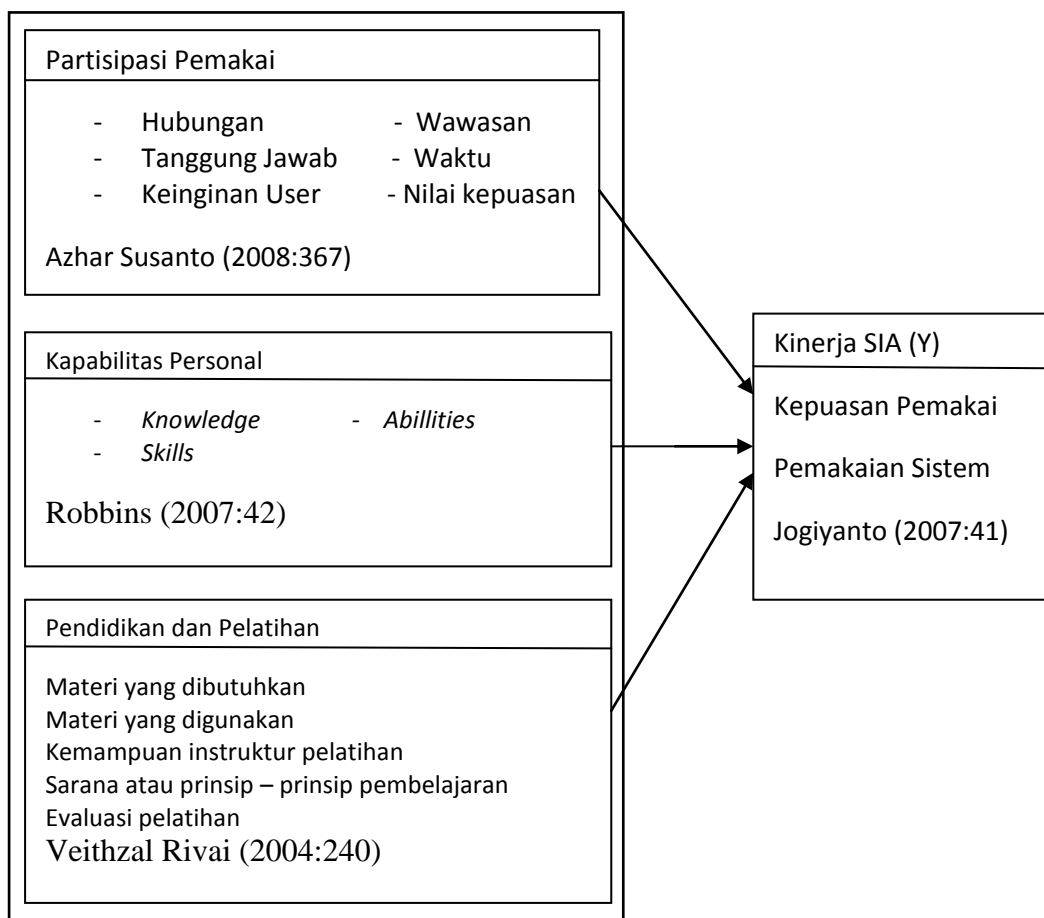 Partisipasi Pemakai
- Hubungan - Wawasan
- Tanggung Jawab - Waktu
- Keinginan User - Nilai kepuasan
Azhar Susanto (2008:367)
Kapabilitas Personal
- Knowledge - Abillities
- Skills
Robbins (2007:42)
Pendidikan dan Pelatihan
Materi yang dibutuhkan
Materi yang digunakan
Kemampuan instruktur pelatihan
Sarana atau prinsip – prinsip pembelajaran
Evaluasi pelatihan
Veithzal Rivai (2004:240)
Kinerja SIA (Y)
Kepuasan Pemakai
Pemakaian Sistem
Jogiyanto (2007:41)